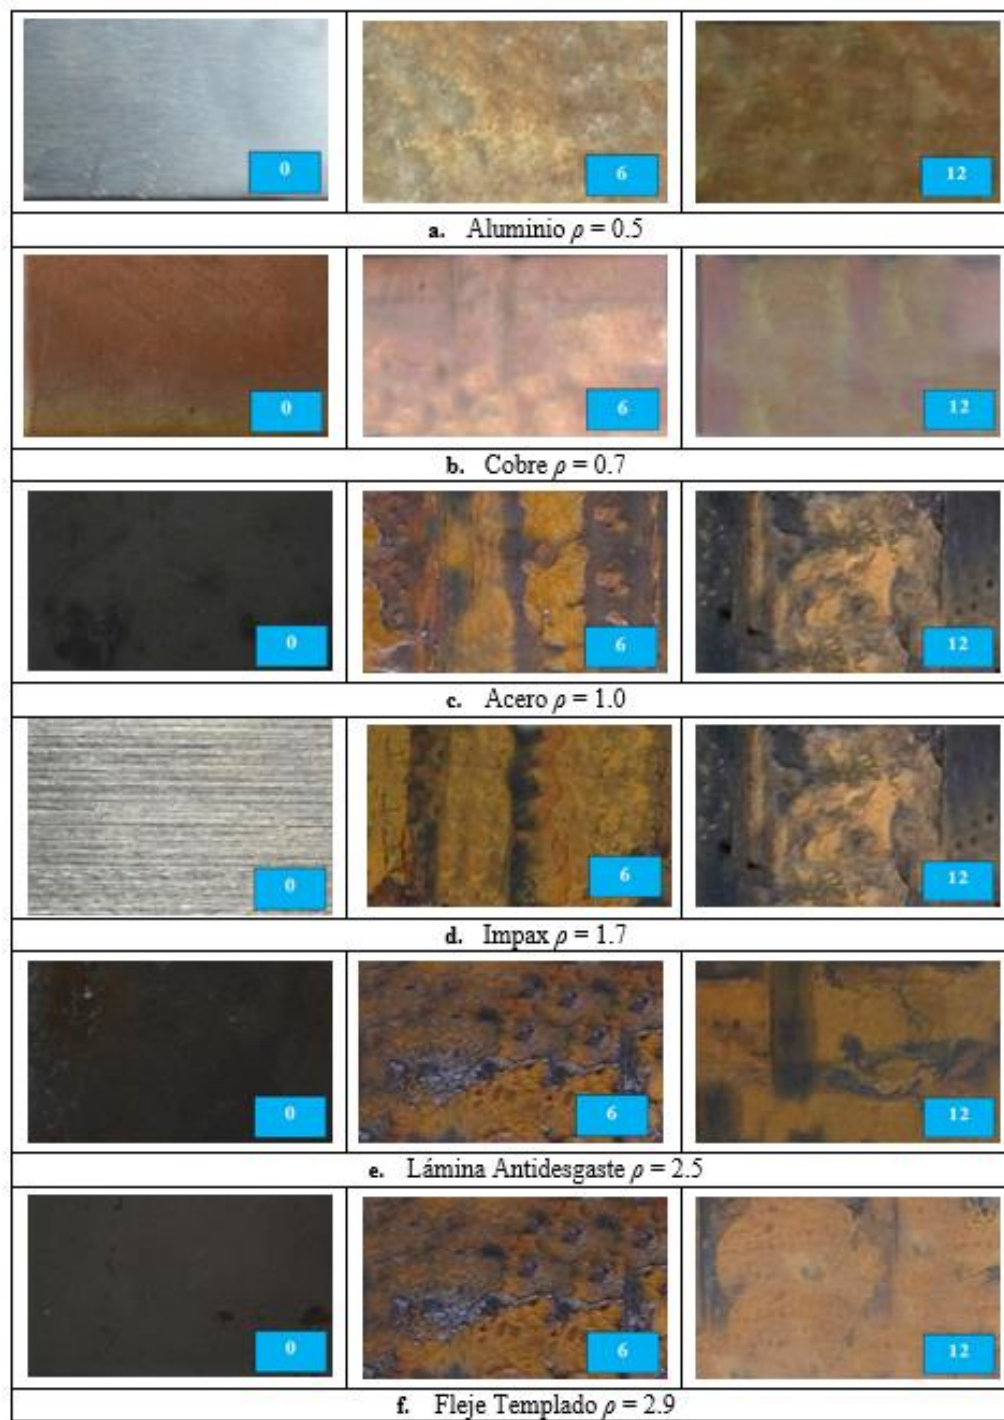 0 6 12
a. Aluminio ρ = 0.5
0 6 12
b. Cobre ρ = 0.7
0 6 12
c. Acero ρ = 1.0
0 6 12
d. Impax ρ = 1.7
0 6 12
e. Lámina Antidesgaste ρ = 2.5
0 6 12
f. Fleje Templado ρ = 2.9